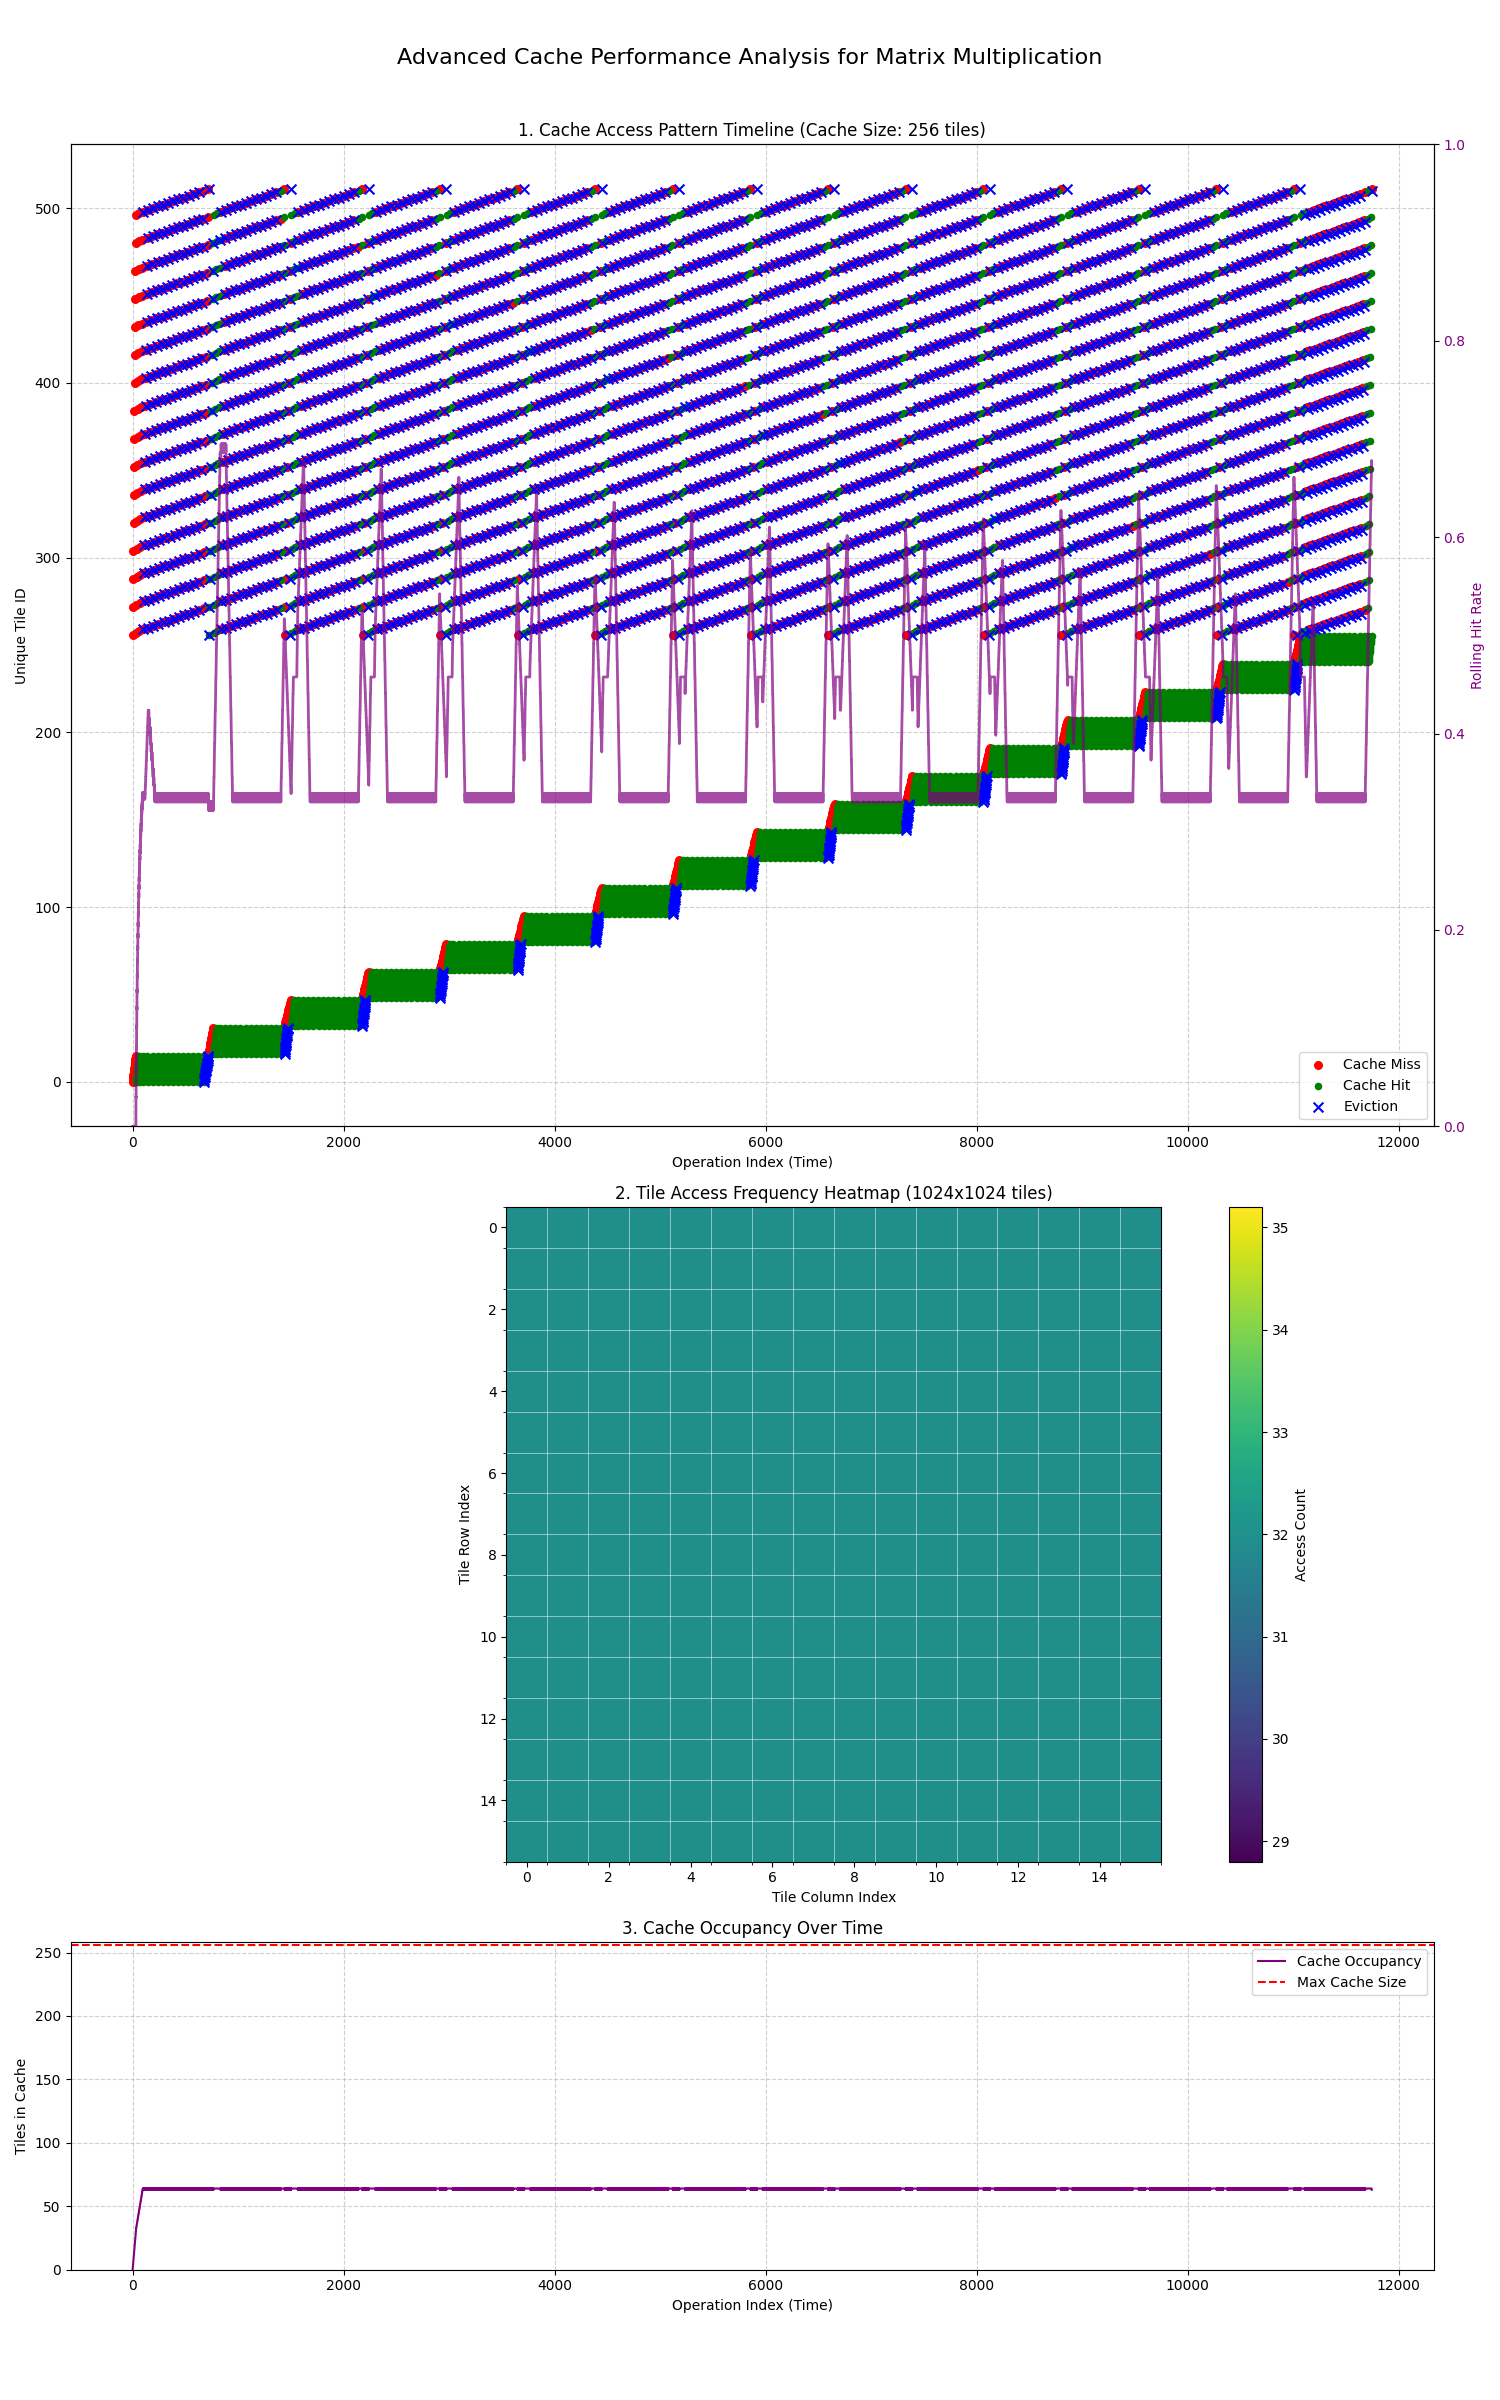 Advanced Cache Performance Analysis for Matrix Multiplication
1. Cache Access Pattern Timeline (Cache Size: 256 tiles)
Unique Tile ID
500
400
300
200
100
0
1.0
0.8
0.6
0.4
0.2
0.0
Rolling Hit Rate
Cache Miss
Cache Hit
Eviction
0 2000 4000 6000 8000 10000 12000
Operation Index (Time)
2. Tile Access Frequency Heatmap (1024x1024 tiles)
Tile Row Index
0
2
4
6
8
10
12
14
0 2 4 6 8 10 12 14
Tile Column Index
35
34
33
32
31
30
29
Access Count
3. Cache Occupancy Over Time
Tiles in Cache
250
200
150
100
50
0
Cache Occupancy
Max Cache Size
0 2000 4000 6000 8000 10000 12000
Operation Index (Time)